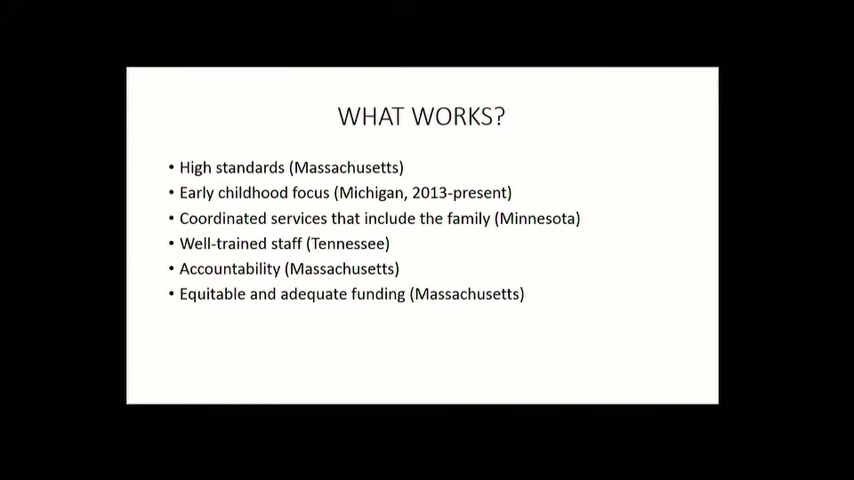 WHAT WORKS?
• High standards (Massachusetts)
• Early childhood focus (Michigan, 2013-present)
• Coordinated services that include the family (Minnesota)
• Well-trained staff (Tennessee)
• Accountability (Massachusetts)
• Equitable and adequate funding (Massachusetts)